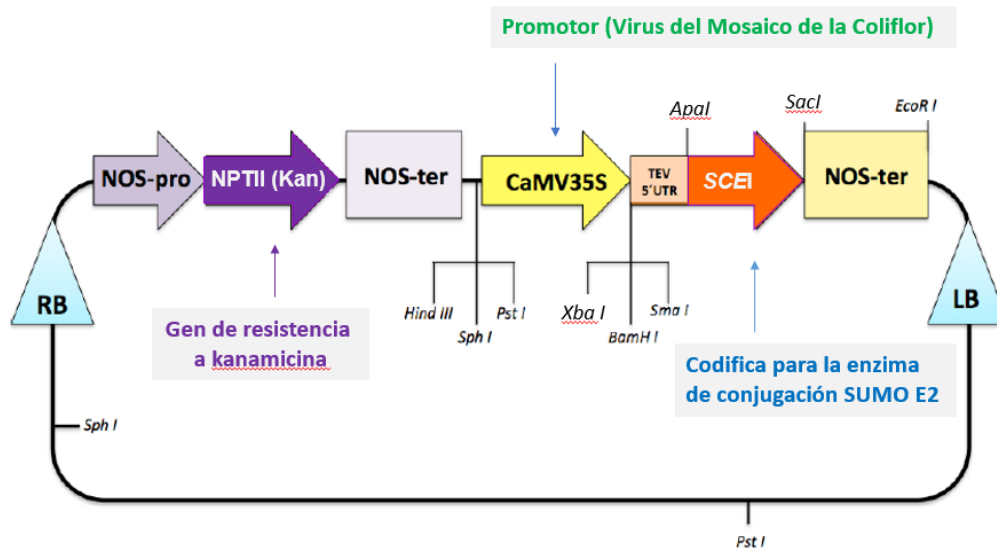 Promotor (Virus del Mosaico de la Coliflor)
ApaI
SacI
EcoR I
NOS-pro
NPTII (Kan)
NOS-ter
CaMV35S
TEV
5´UTR
SCEI
NOS-ter
RB
LB
Hind III
Pst I
Sph I
Xba I
Sma I
BamH I
Gen de resistencia
a kanamicina
Codifica para la enzima
de conjugación SUMO E2
Sph I
Pst I